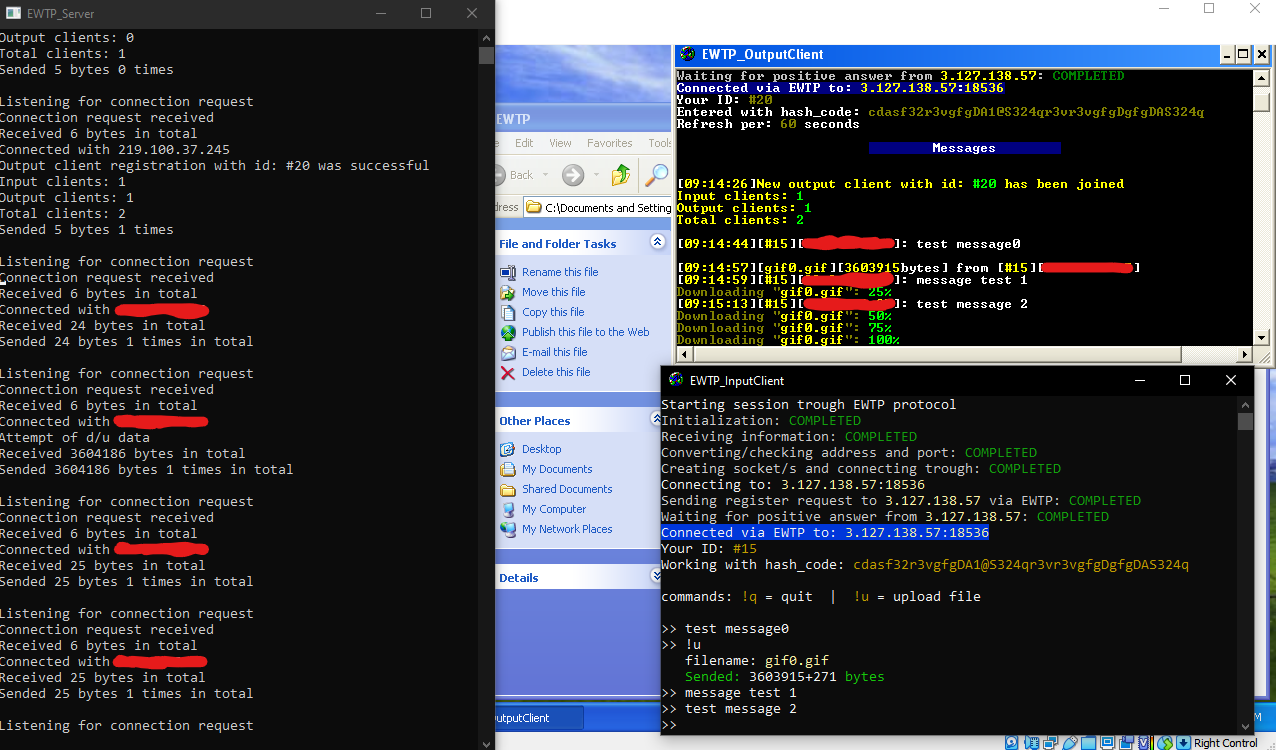 EWTP_Server
Output clients: 0
Total clients: 1
Sended 5 bytes 0 times
Listening for connection request
Connection request received
Received 6 bytes in total
Connected with 219.100.37.245
Output client registration with id: #20 was successful
Input clients: 1
Output clients: 1
Total clients: 2
Sended 5 bytes 1 times
Listening for connection request
Connection request received
Received 6 bytes in total
Connected with
Received 24 bytes in total
Sended 24 bytes 1 times in total
Listening for connection request
Connection request received
Received 6 bytes in total
Connected with
Attempt of d/u data
Received 3604186 bytes in total
Sended 3604186 bytes 1 times in total
Listening for connection request
Connection request received
Received 6 bytes in total
Connected with
Received 25 bytes in total
Sended 25 bytes 1 times in total
Listening for connection request
Connection request received
Received 6 bytes in total
Connected with
Received 25 bytes in total
Sended 25 bytes 1 times in total
Listening for connection request
EWTP
Edit View Favorites Tools
Back
dress C:\Documents and Setting
File and Folder Tasks
Rename this file
Move this file
Copy this file
Publish this file to the Web
E-mail this file
Delete this file
Other Places
Desktop
My Documents
Shared Documents
My Computer
My Network Places
Details
utputClient
EWTP_OutputClient
Waiting for positive answer from 3.127.138.57: COMPLETED
Connected via EWTP to: 3.127.138.57:18536
Your ID: #20
Entered with hash_code: cdasf32r3vgfgDA1@S324qr3vr3vgfgDgfgDAS324q
Refresh per: 60 seconds
Messages
[09:14:26]New output client with id: #20 has been joined
Input clients: 1
Output clients: 1
Total clients: 2
[09:14:44][#15][ ]: test message0
[09:14:57][gif0.gif][3603915bytes] from [#15][ ]
[09:14:59][#15][ ]: message test 1
Downloading "gif0.gif": 25%
[09:15:13][#15][ ]: test message 2
Downloading "gif0.gif": 50%
Downloading "gif0.gif": 75%
Downloading "gif0.gif": 100%
EWTP_InputClient
Starting session trough EWTP protocol
Initialization: COMPLETED
Receiving information: COMPLETED
Converting/checking address and port: COMPLETED
Creating socket/s and connecting trough: COMPLETED
Connecting to: 3.127.138.57:18536
Sending register request to 3.127.138.57 via EWTP: COMPLETED
Waiting for positive answer from 3.127.138.57: COMPLETED
Connected via EWTP to: 3.127.138.57:18536
Your ID: #15
Working with hash_code: cdasf32r3vgfgDA1@S324qr3vr3vgfgDgfgDAS324q
commands: !q = quit | !u = upload file
>> test message0
>> !u
filename: gif0.gif
Sended: 3603915+271 bytes
>> message test 1
>> test message 2
>>
M
Right Control